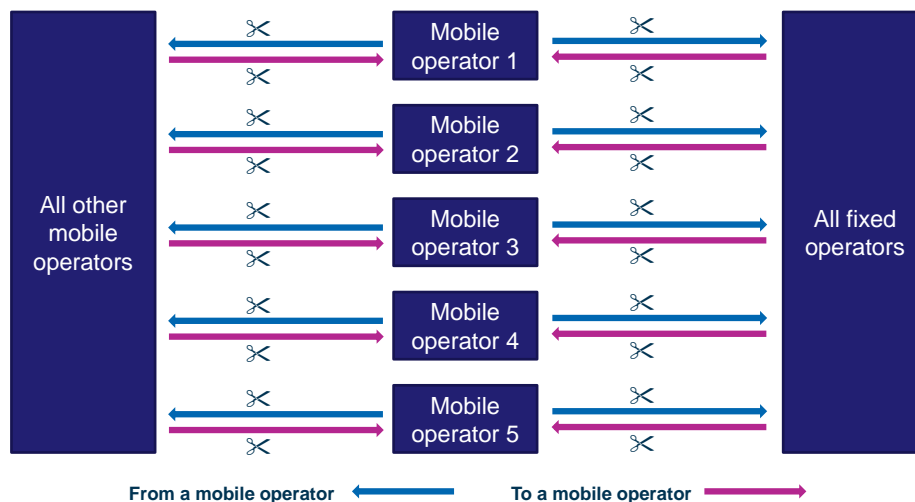 Mobile
operator 1
Mobile
operator 2
All other
mobile
operators
Mobile
operator 3
All fixed
operators
Mobile
operator 4
Mobile
operator 5
From a mobile operator
To a mobile operator